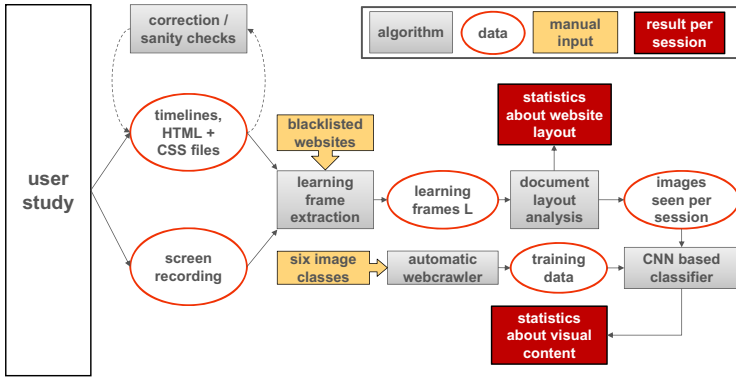 correction /
sanity checks
algorithm
data
manual
input
result per
session
timelines,
HTML +
CSS files
blacklisted
websites
statistics
about website
layout
user
study
learning
frame
extraction
learning
frames L
document
layout
analysis
images
seen per
session
screen
recording
six image
classes
automatic
webcrawler
training
data
CNN based
classifier
statistics
about visual
content